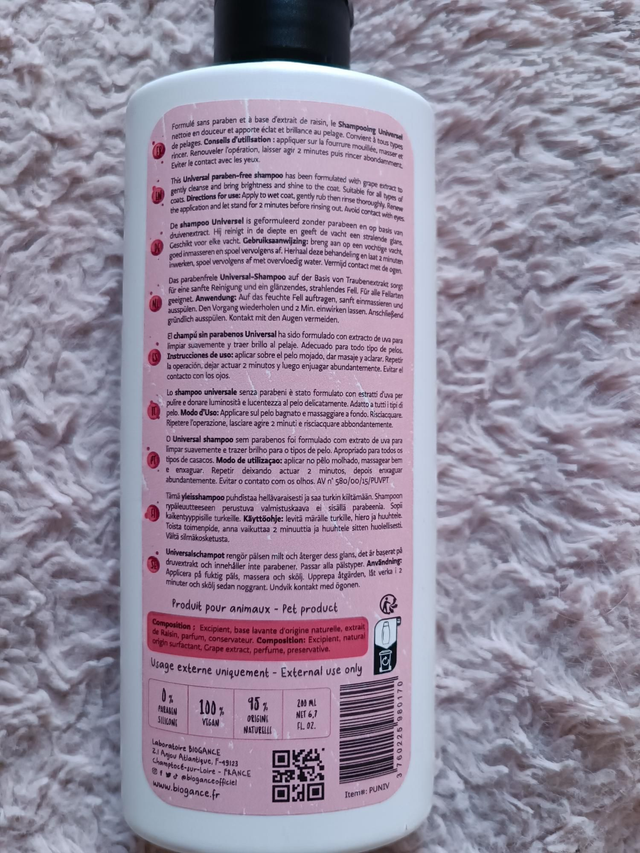 Formulé sans paraben et à base d'extrait de raisin, le Shampooing Universel
nettoie en douceur et apporte éclat et brillance au pelage. Convient à tous types
de pelages. Conseils d'utilisation : appliquer sur la fourrure mouillée, masser et
rincer. Renouveler l'opération, laisser agir 2 minutes puis rincer abondamment.
Eviter le contact avec les yeux.
This Universal paraben-free shampoo has been formulated with grape extract to
gently cleanse and bring brightness and shine to the coat. Suitable for all types of
coats. Directions for use: Apply to wet coat, gently rub then rinse thoroughly. Renew
the application and let stand for 2 minutes before rinsing out. Avoid contact with eyes.
De shampoo Universel is geformuleerd zonder parabenen en op basis van
druivenextract. Hij reinigt in de diepte en geeft de vacht een stralende glans.
Geschikt voor elke vacht. Gebruiksaanwijzing: breng aan op een vochtige vacht,
goed inmasseren en spoel vervolgens af. Herhaal deze behandeling en laat 2 minuten
inwerken, spoel vervolgens af met overvloedig water. Vermijd contact met de ogen.
Das parabenfreie Universal-Shampoo auf der Basis von Traubenextrakt sorgt
für eine sanfte Reinigung und ein glänzendes, strahlendes Fell. Für alle Fellarten
geeignet. Anwendung: Auf das feuchte Fell auftragen, sanft einmassieren und
ausspülen. Den Vorgang wiederholen und 2 Min. einwirken lassen. Anschließend
gründlich ausspülen. Kontakt mit den Augen vermeiden.
El champú sin parabenos Universal ha sido formulado con extracto de uva para
limpiar suavemente y traer brillo al pelaje. Adecuado para todo tipo de pelos.
Instrucciones de uso: aplicar sobre el pelo mojado, dar masaje y aclarar. Repetir
la operación, dejar actuar 2 minutos y luego enjuagar abundantemente. Evitar el
contacto con los ojos.
Lo shampoo universale senza parabeni è stato formulato con estratti d'uva per
pulire e donare luminosità e lucentezza al pelo delicatamente. Adatto a tutti i tipi di
pelo. Modo d'Uso: Applicare sul pelo bagnato e massaggiare a fondo. Risciacquare.
Ripetere l'operazione, lasciare agire 2 minuti e risciacquare abbondantemente.
O Universal shampoo sem parabenos foi formulado com extrato de uva para
limpar suavemente e trazer brilho para o tipos de pelo. Apropriado para todos os
tipos de casacos. Modo de utilizaçao: aplicar no pêlo molhado, massagear bem
e enxaguar. Repetir deixando actuar 2 minutos, depois enxaguar
abundantemente. Evitar o contato com os olhos. AV n° 580/00/15/PUVPT
Tämä yleisshampoo puhdistaa hellävaraisesti ja saa turkin kiiltämään. Shampoon
rypäleuutteeseen perustuva valmistuskaava ei sisällä parabeenia. Sopii
kaikentyyppisille turkeille. Käyttöohje: levitä märälle turkille, hiero ja huuhtele.
Toista toimenpide, anna vaikuttaa 2 minuuttia ja huuhtele sitten huolellisesti.
Vältä silmäkosketusta.
Universalschampot rengör pälsen milt och återger dess glans, det är baserat på
druvextrakt och innehåller inte parabener. Passar alla pälstyper. Användning:
Applicera på fuktig päls, massera och skölj. Upprepa åtgärden, låt verka i 2
minuter och skölj sedan noggrant. Undvik kontakt med ögonen.
Produit pour animaux - Pet product
Composition : Excipient, base lavante d'origine naturelle, extrait
de Raisin, parfum, conservateur. Composition: Excipient, natural
origin surfactant, Grape extract, perfume, preservative.
Usage externe uniquement - External use only
0%
PARABEN
SILICONE
100%
VEGAN
95%
ORIGINE
NATURELLE
200 ML
NET 6,7
FL. OZ.
Laboratoire BIOGANCE
Z.I Anjou Atlantique, F-49123
Champtocé-sur-Loire - FRANCE
@bioganceofficiel
www.biogance.fr
Item#: PUNIV
3 760225 980170